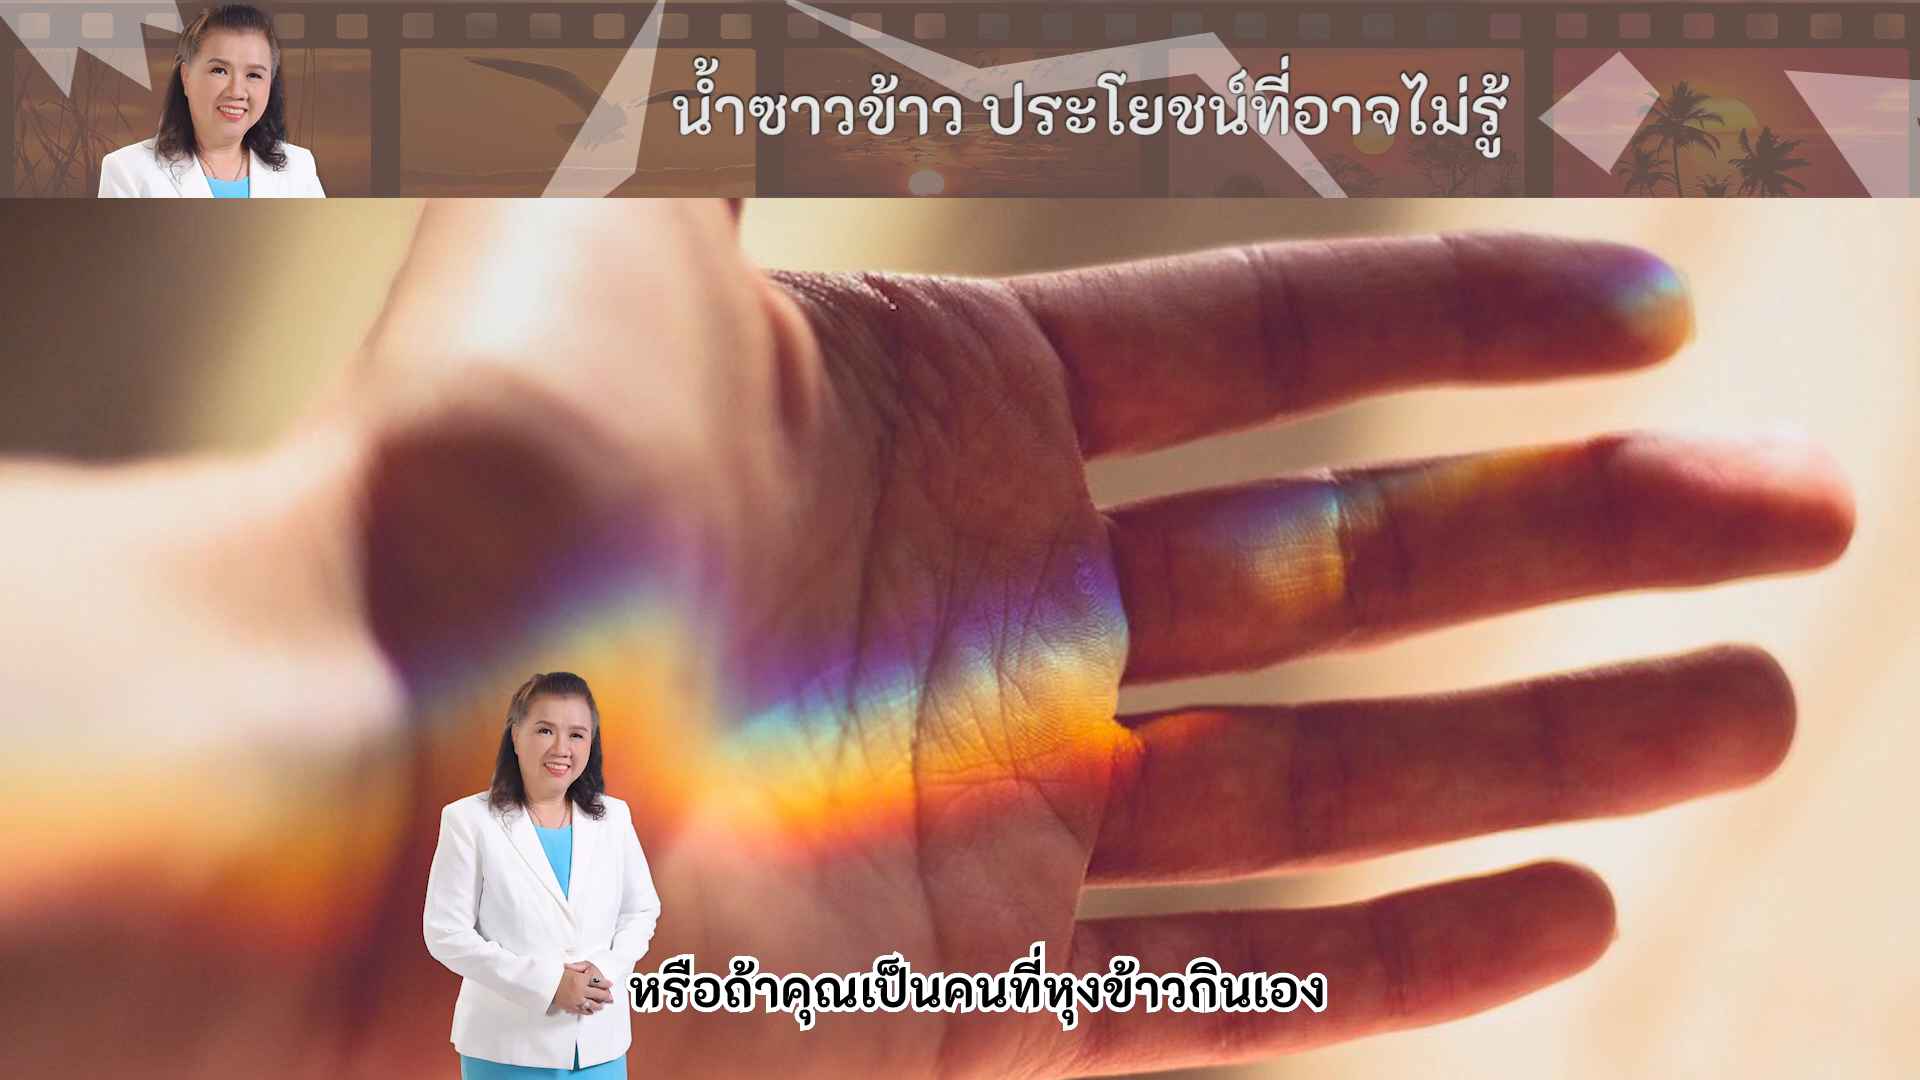 น้ำซาวข้าว ประโยชน์ที่อาจไม่รู้
หรือถ้าคุณเป็นคนที่หุงข้าวกินเอง